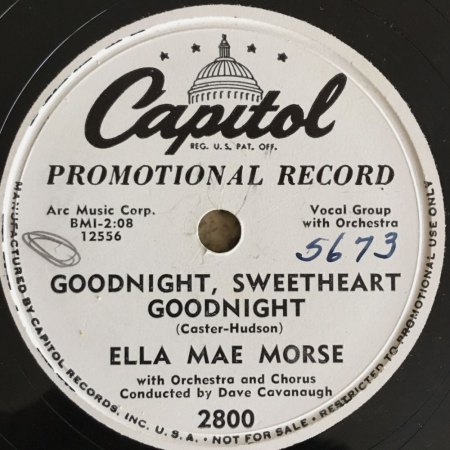 Capitol
REG. U.S. PAT. OFF.
PROMOTIONAL RECORD
Arc Music Corp.
BMI-2:08
12556
Vocal Group
with Orchestra
5673
GOODNIGHT, SWEETHEART
GOODNIGHT
(Caster-Hudson)
ELLA MAE MORSE
with Orchestra and Chorus
Conducted by Dave Cavanaugh
2800
MANUFACTURED BY CAPITOL RECORDS, INC. U.S.A. • NOT FOR SALE • RESTRICTED TO PROMOTIONAL USE ONLY